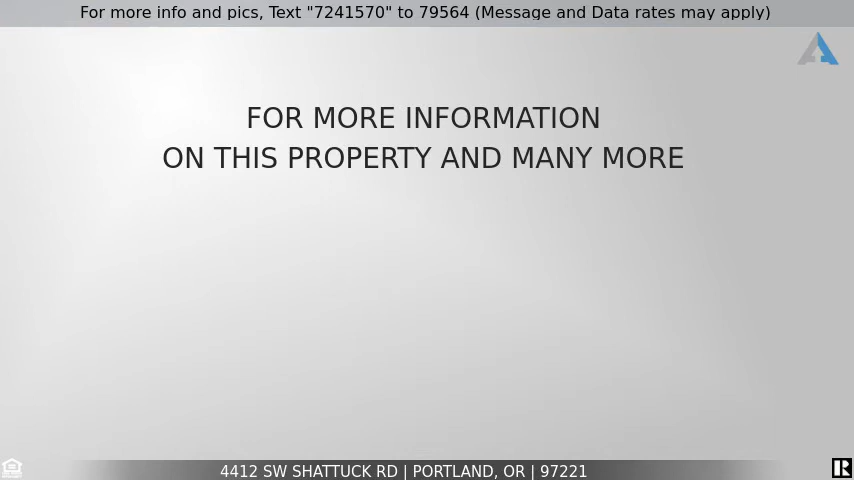 For more info and pics, Text "7241570" to 79564 (Message and Data rates may apply)
FOR MORE INFORMATION
ON THIS PROPERTY AND MANY MORE
4412 SW SHATTUCK RD | PORTLAND, OR | 97221